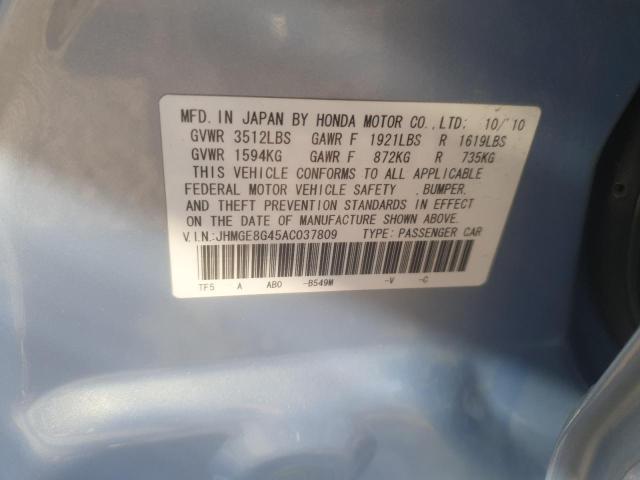 MFD. IN JAPAN BY HONDA MOTOR CO.,LTD. 10/10
GVWR 3512LBS GAWR F 1921LBS R 1619LBS
GVWR 1594KG GAWR F 872KG R 735KG
THIS VEHICLE CONFORMS TO ALL APPLICABLE
FEDERAL MOTOR VEHICLE SAFETY , BUMPER,
AND THEFT PREVENTION STANDARDS IN EFFECT
ON THE DATE OF MANUFACTURE SHOWN ABOVE.
V.I.N.:JHMGE8G45AC037809 TYPE: PASSENGER CAR
TF5 A AB0 -B549M -V -C